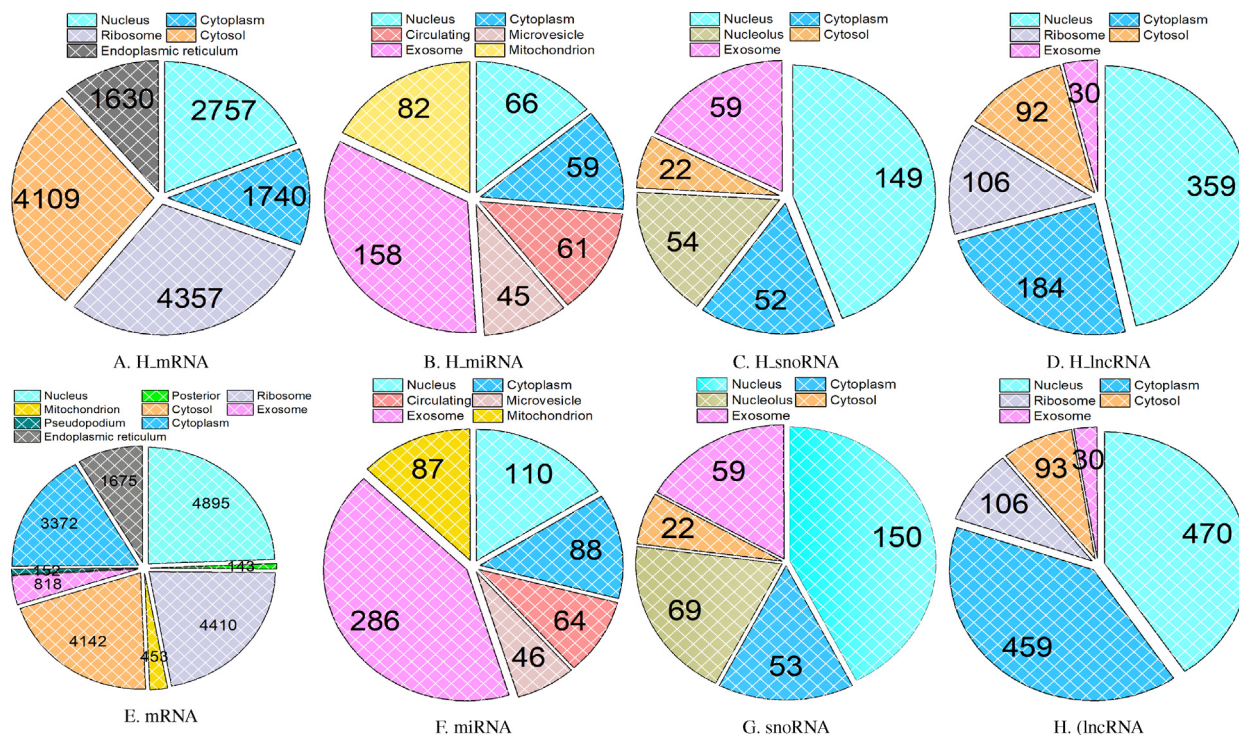 Nucleus Cytoplasm
Ribosome Cytosol
Endoplasmic reticulum
1630
2757
4109
1740
4357
A. H_mRNA
Nucleus Cytoplasm
Circulating Microvesicle
Exosome Mitochondrion
82
66
59
158
61
45
B. H_miRNA
Nucleus Cytoplasm
Nucleolus Cytosol
Exosome
59
149
22
54
52
C. H_snoRNA
Nucleus Cytoplasm
Ribosome Cytosol
Exosome
30
92
359
106
184
D. H_lncRNA
Nucleus Posterior Ribosome
Mitochondrion Cytosol Exosome
Pseudopodium Cytoplasm
Endoplasmic reticulum
1675
4895
3372
152
143
818
4410
4142
453
E. mRNA
Nucleus Cytoplasm
Circulating Microvesicle
Exosome Mitochondrion
87
110
88
286
64
46
F. miRNA
Nucleus Cytoplasm
Nucleolus Cytosol
Exosome
59
150
22
69
53
G. snoRNA
Nucleus Cytoplasm
Ribosome Cytosol
Exosome
30
93
106
470
459
H. (lncRNA